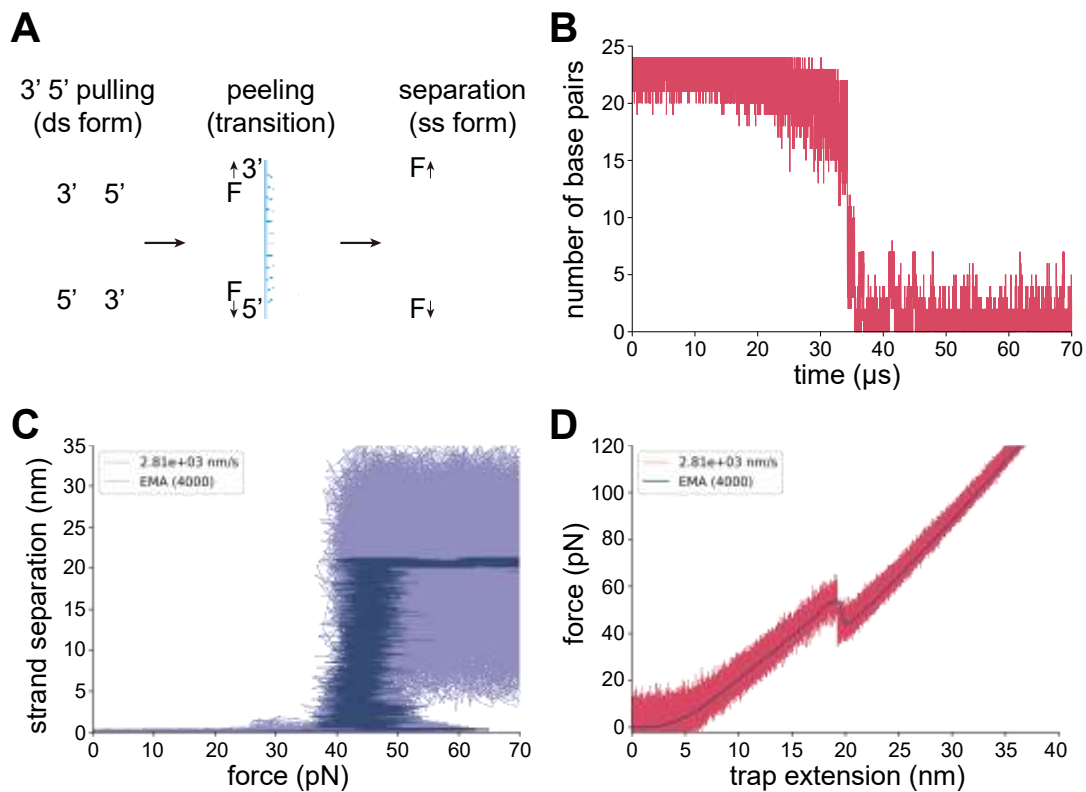 A
3’ 5’ pulling
(ds form)
peeling
(transition)
separation
(ss form)
3’ 5’
5’ 3’
3’
F
F
5’
F
F
B
number of base pairs
25
20
15
10
5
0
0 10 20 30 40 50 60 70
time (µs)
C
strand separation (nm)
35
30
25
20
15
10
5
0
2.81e+03 nm/s
EMA (4000)
0 10 20 30 40 50 60 70
force (pN)
D
force (pN)
120
100
80
60
40
20
0
2.81e+03 nm/s
EMA (4000)
0 5 10 15 20 25 30 35 40
trap extension (nm)